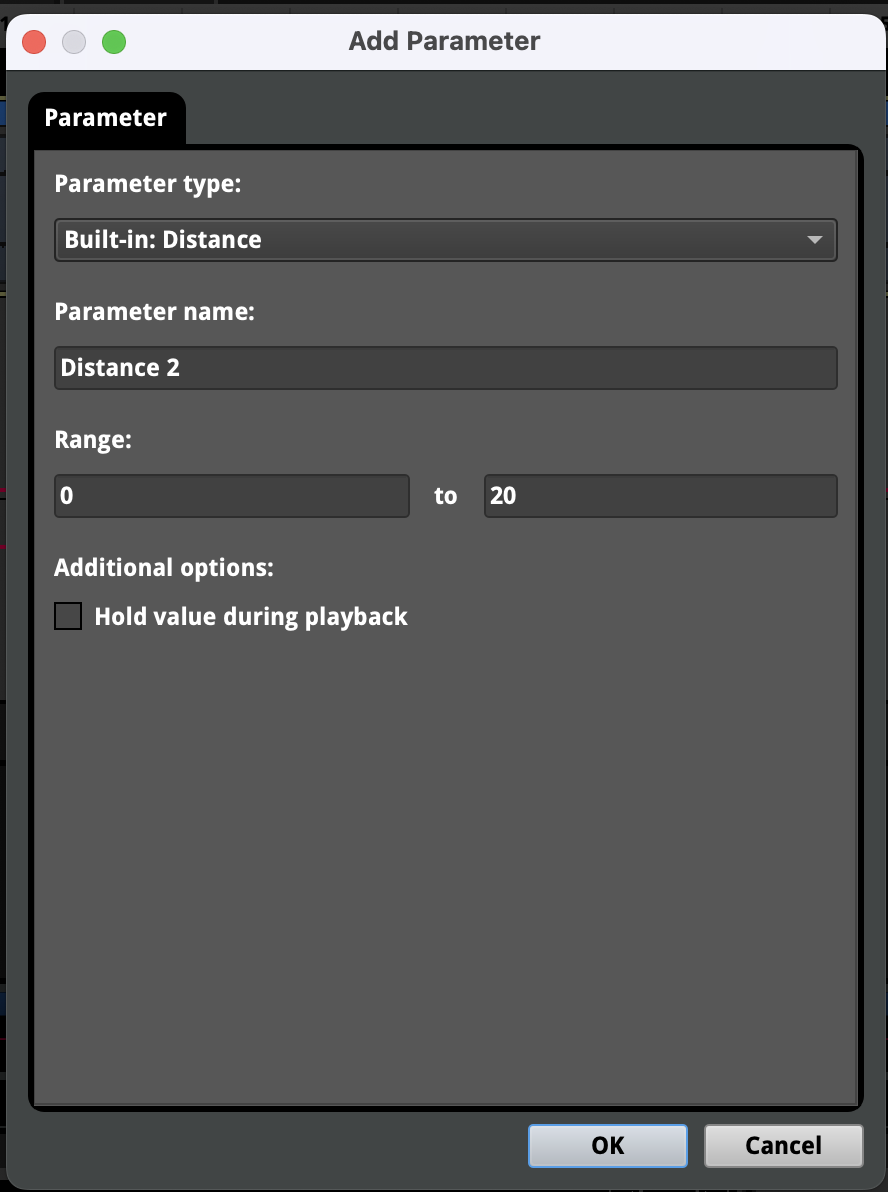 Add Parameter
Parameter
Parameter type:
Built-in: Distance
Parameter name:
Distance 2
Range:
0 to 20
Additional options:
Hold value during playback
OK Cancel